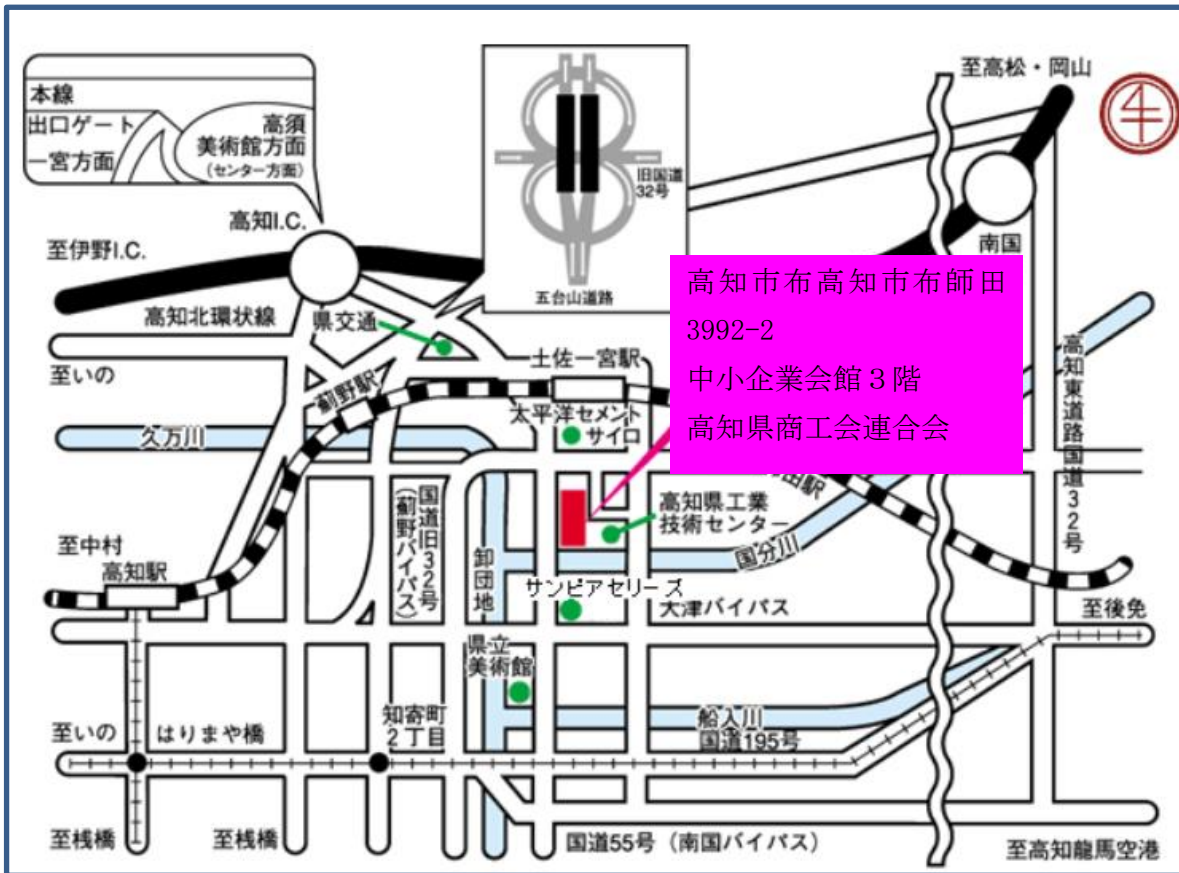 本線
出口ゲート
一宮方面
高須
美術館方面
(センター方面)
旧国道
32号
五台山道路
至高松・岡山
南国
高知I.C.
至伊野I.C.
高知北環状線
県交通
至いの
薊野駅
土佐一宮駅
太平洋セメント
サイロ
久万川
高知市布高知市布師田
3992-2
中小企業会館３階
高知県商工会連合会
田駅
高知東道路国道32号
高知県工業
技術センター
国分川
国道旧32号
(薊野バイパス)
卸団地
至中村
高知駅
サンピアセリーズ
大津バイパス
至後免
県立
美術館
至いの
はりまや橋
知寄町
2丁目
船入川
国道195号
至桟橋
至桟橋
国道55号（南国バイパス）
至高知龍馬空港